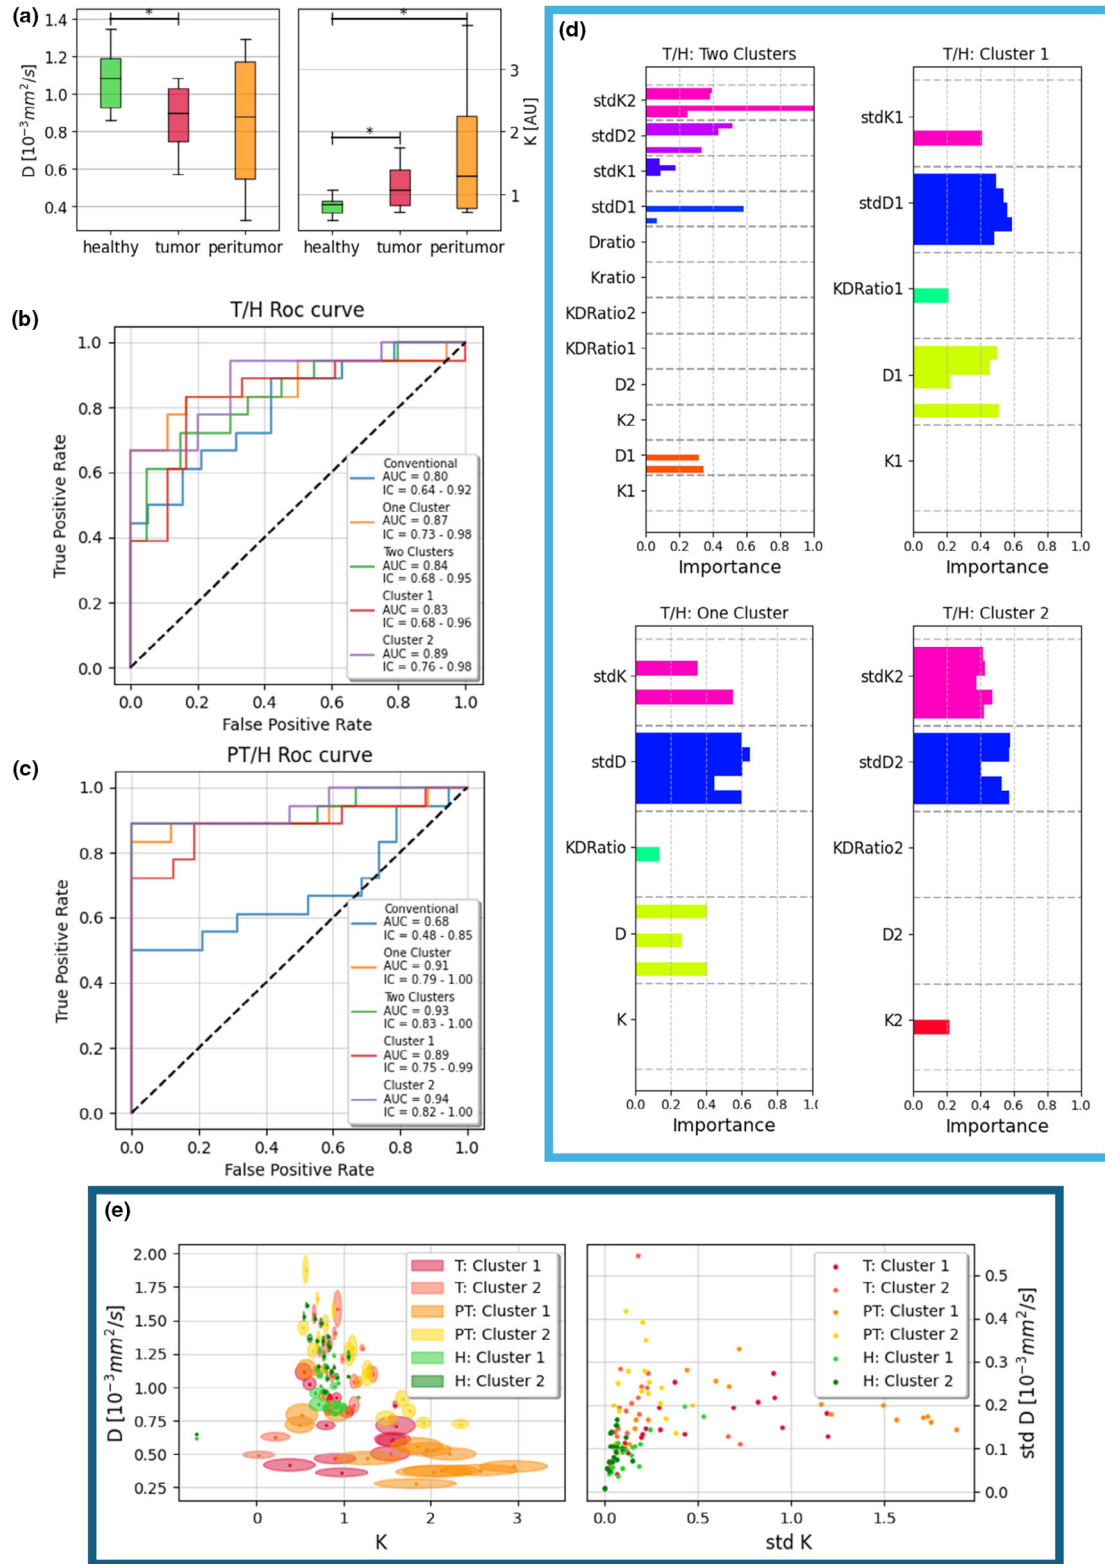 (a)
1.4
1.2
1.0
0.8
0.6
0.4
D [10⁻³mm²/s]
*
healthy
tumor
peritumor
*
*
3
2
1
K [AU]
healthy
tumor
peritumor
(b)
T/H Roc curve
1.0
0.8
0.6
0.4
0.2
0.0
True Positive Rate
Conventional
AUC = 0.80
IC = 0.64 - 0.92
One Cluster
AUC = 0.87
IC = 0.73 - 0.98
Two Clusters
AUC = 0.84
IC = 0.68 - 0.95
Cluster 1
AUC = 0.83
IC = 0.68 - 0.96
Cluster 2
AUC = 0.89
IC = 0.76 - 0.98
0.0 0.2 0.4 0.6 0.8 1.0
False Positive Rate
(c)
PT/H Roc curve
1.0
0.8
0.6
0.4
0.2
0.0
True Positive Rate
Conventional
AUC = 0.68
IC = 0.48 - 0.85
One Cluster
AUC = 0.91
IC = 0.79 - 1.00
Two Clusters
AUC = 0.93
IC = 0.83 - 1.00
Cluster 1
AUC = 0.89
IC = 0.75 - 0.99
Cluster 2
AUC = 0.94
IC = 0.82 - 1.00
0.0 0.2 0.4 0.6 0.8 1.0
False Positive Rate
(d)
T/H: Two Clusters
stdK2
stdD2
stdK1
stdD1
Dratio
Kratio
KDRatio2
KDRatio1
D2
K2
D1
K1
0.0 0.2 0.4 0.6 0.8 1.0
Importance
T/H: Cluster 1
stdK1
stdD1
KDRatio1
D1
K1
0.0 0.2 0.4 0.6 0.8 1.0
Importance
T/H: One Cluster
stdK
stdD
KDRatio
D
K
0.0 0.2 0.4 0.6 0.8 1.0
Importance
T/H: Cluster 2
stdK2
stdD2
KDRatio2
D2
K2
0.0 0.2 0.4 0.6 0.8 1.0
Importance
(e)
2.00
1.75
1.50
1.25
1.00
0.75
0.50
0.25
D [10⁻³mm²/s]
T: Cluster 1
T: Cluster 2
PT: Cluster 1
PT: Cluster 2
H: Cluster 1
H: Cluster 2
0 1 2 3
K
T: Cluster 1
T: Cluster 2
PT: Cluster 1
PT: Cluster 2
H: Cluster 1
H: Cluster 2
0.5
0.4
0.3
0.2
0.1
0.0
std D [10⁻³mm²/s]
0.0 0.5 1.0 1.5
std K